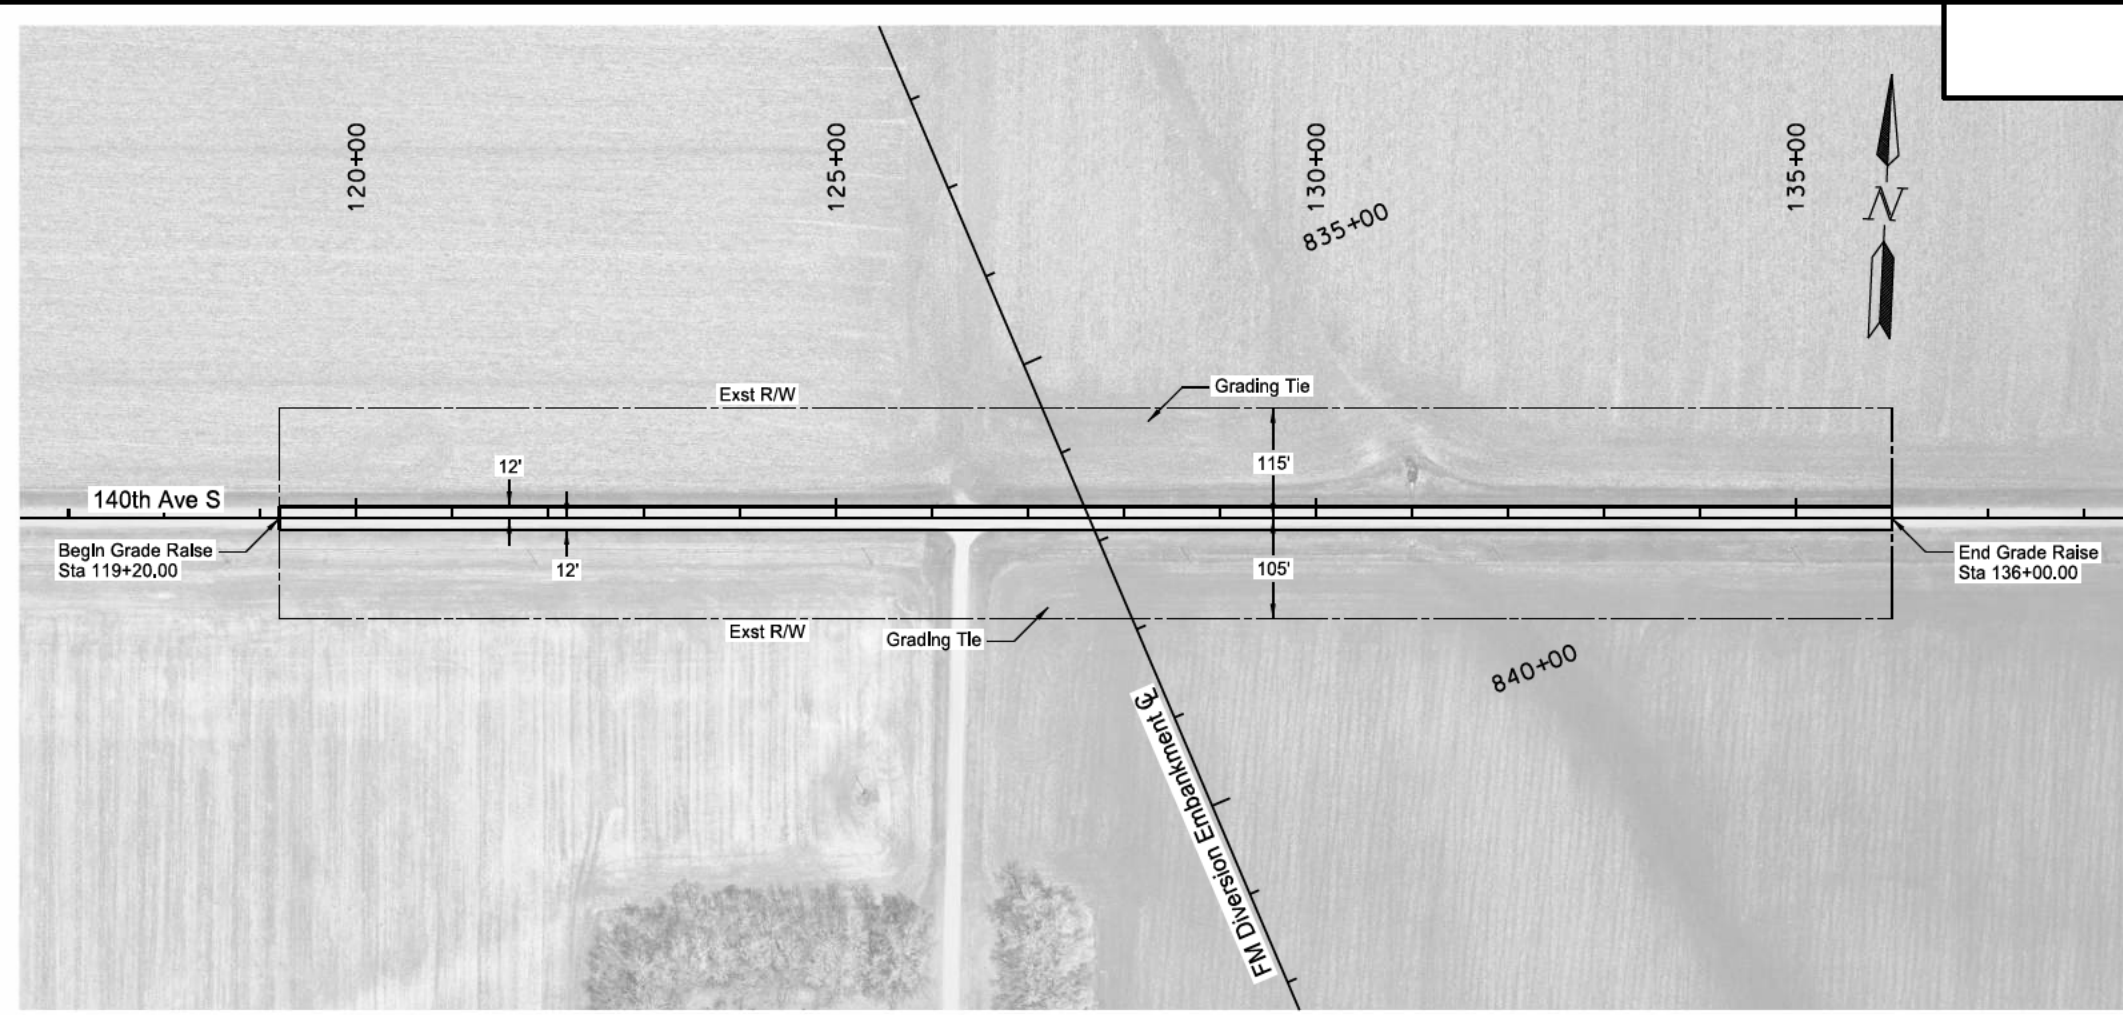 120+00
125+00
130+00
135+00
835+00
N
Exst R/W
Grading Tie
12'
115'
140th Ave S
Begin Grade Raise
Sta 119+20.00
12'
105'
End Grade Raise
Sta 136+00.00
Exst R/W
Grading Tie
840+00
FM Diversion Embankment ℄